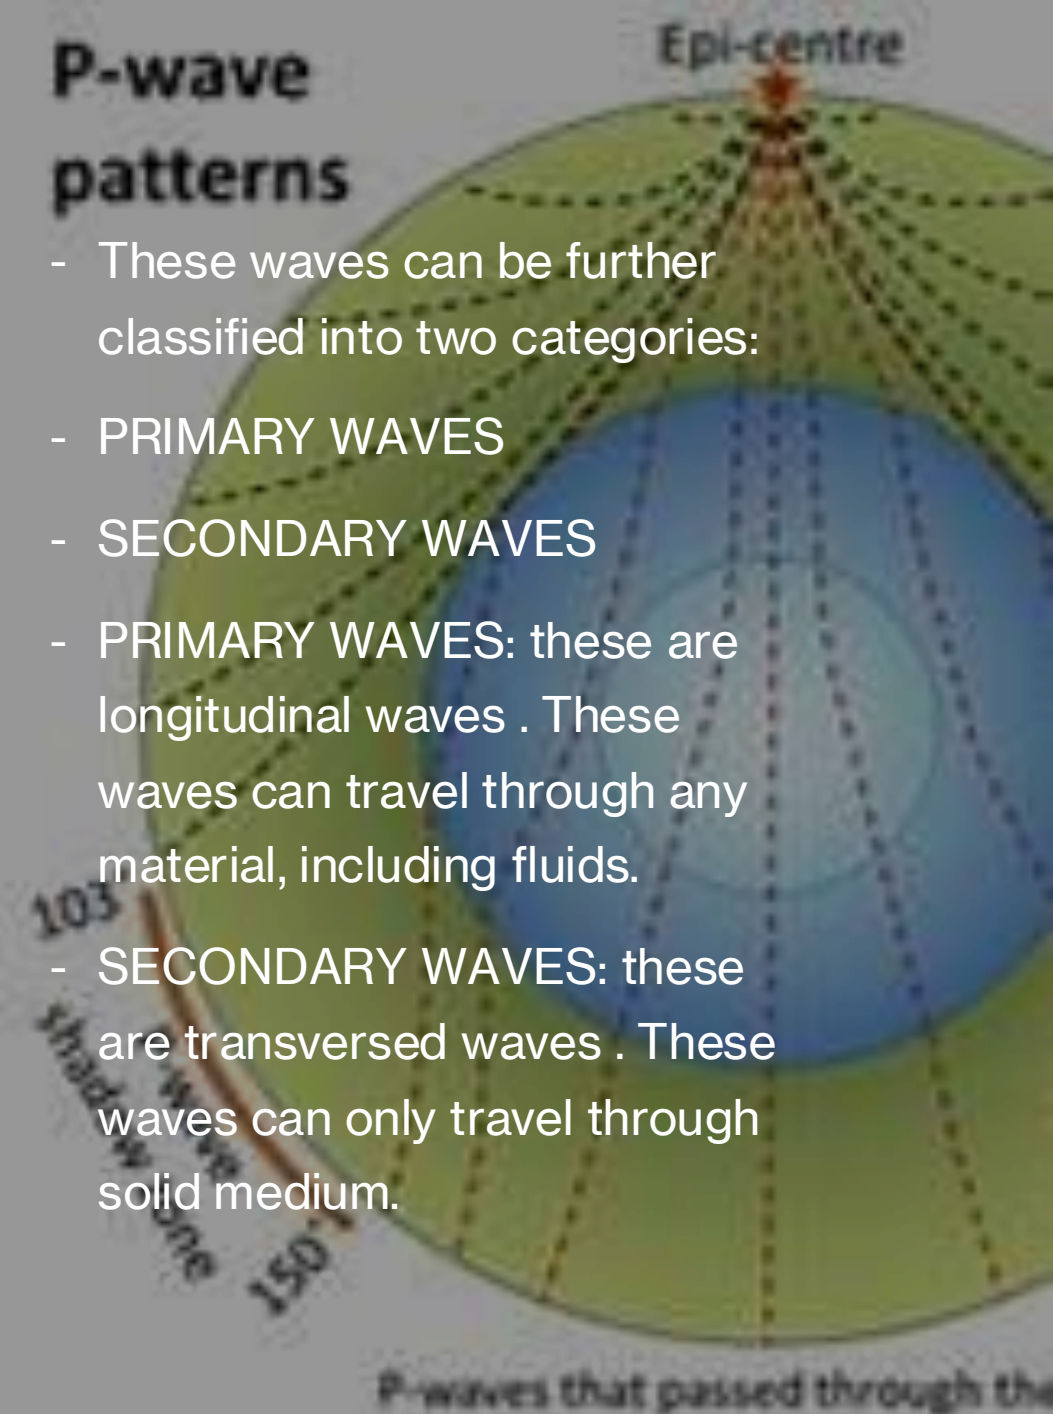 P-wave
patterns
Epi-centre
- These waves can be further
classified into two categories:
- PRIMARY WAVES
- SECONDARY WAVES
- PRIMARY WAVES: these are
longitudinal waves . These
waves can travel through any
material, including fluids.
- SECONDARY WAVES: these
are transversed waves . These
waves can only travel through
solid medium.
103
shadow
150°
P-waves that passed through the